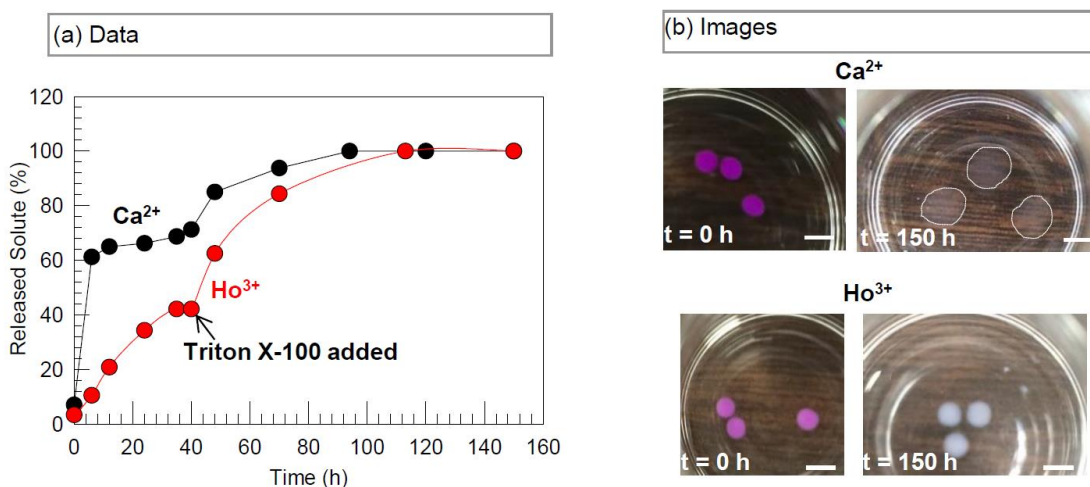 (a) Data
120
100
80
60
40
20
0
Released Solute (%)
Ca²⁺
Ho³⁺
Triton X-100 added
0 20 40 60 80 100 120 140 160
Time (h)
(b) Images
Ca²⁺
t = 0 h
t = 150 h
Ho³⁺
t = 0 h
t = 150 h